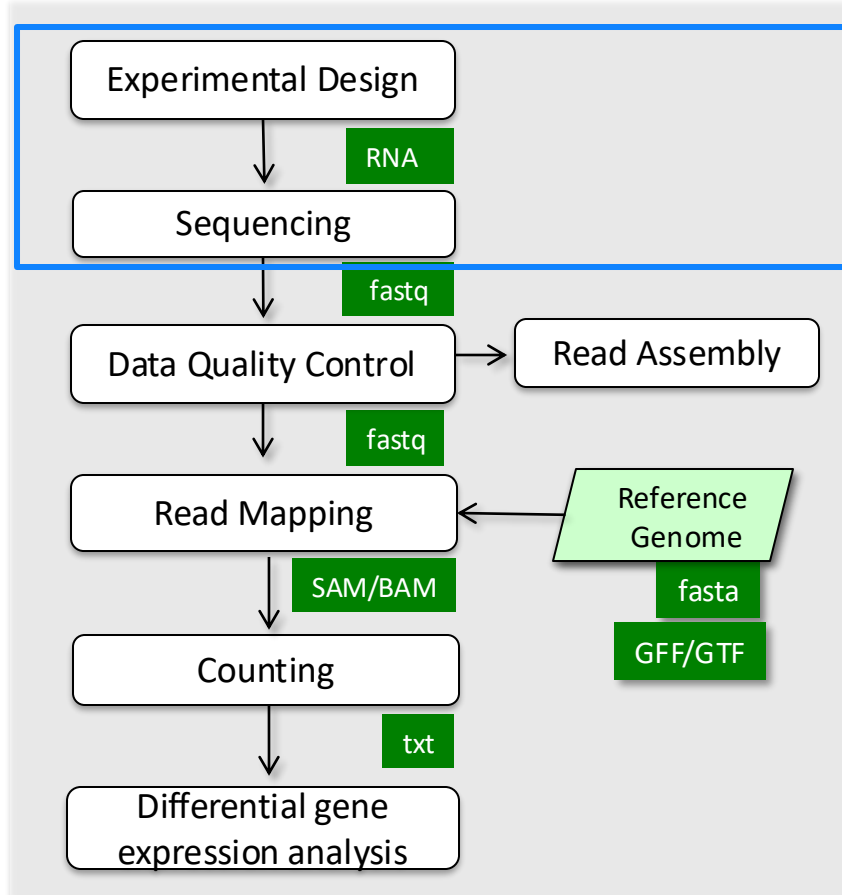 Experimental Design
RNA
Sequencing
fastq
Data Quality Control
Read Assembly
fastq
Read Mapping
Reference
Genome
SAM/BAM
fasta
GFF/GTF
Counting
txt
Differential gene
expression analysis